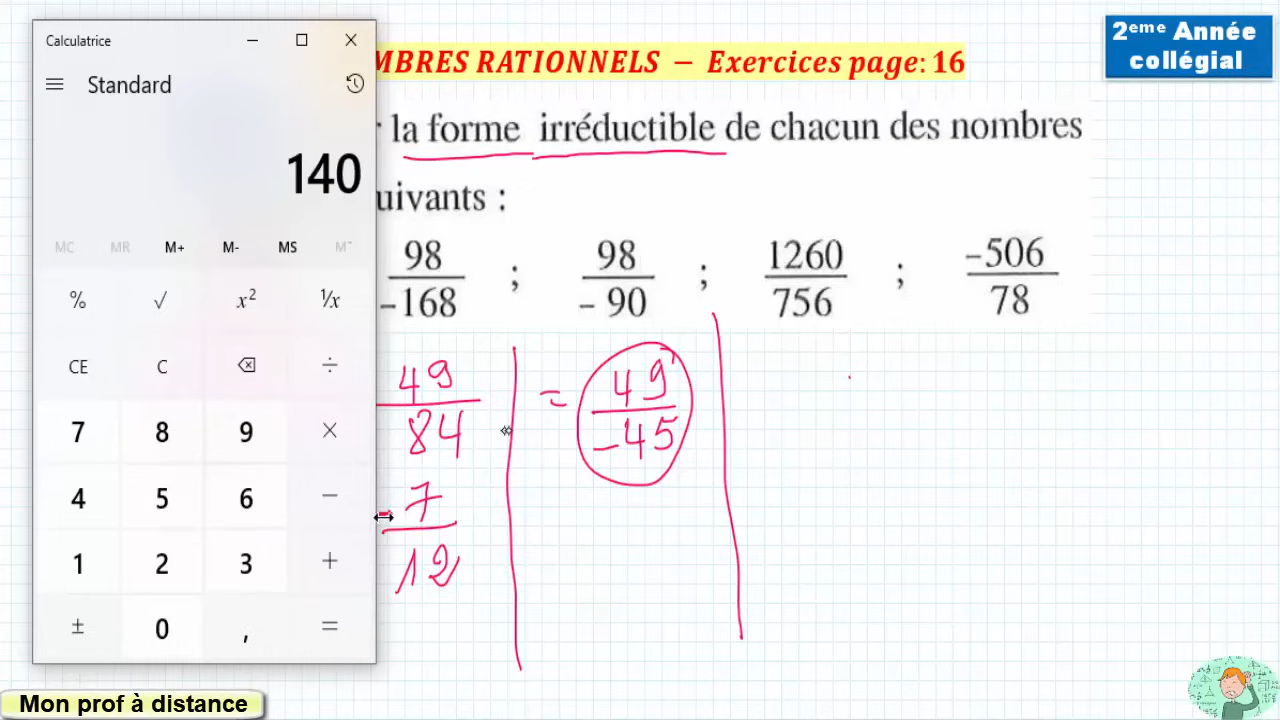 Calculatrice
Standard
140
MC MR M+ M- MS M˅
% √ x² ¹/x
CE C ⌫ ÷
7 8 9 ×
4 5 6 −
1 2 3 +
± 0 , =
MBRES RATIONNELS − Exercices page: 16
2eme Année
collégial
la forme irréductible de chacun des nombres
uivants :
98 ; 98 ; 1260 ; −506
−168 − 90 756 78
49 = 49
84 −45
− 7
12
Mon prof à distance